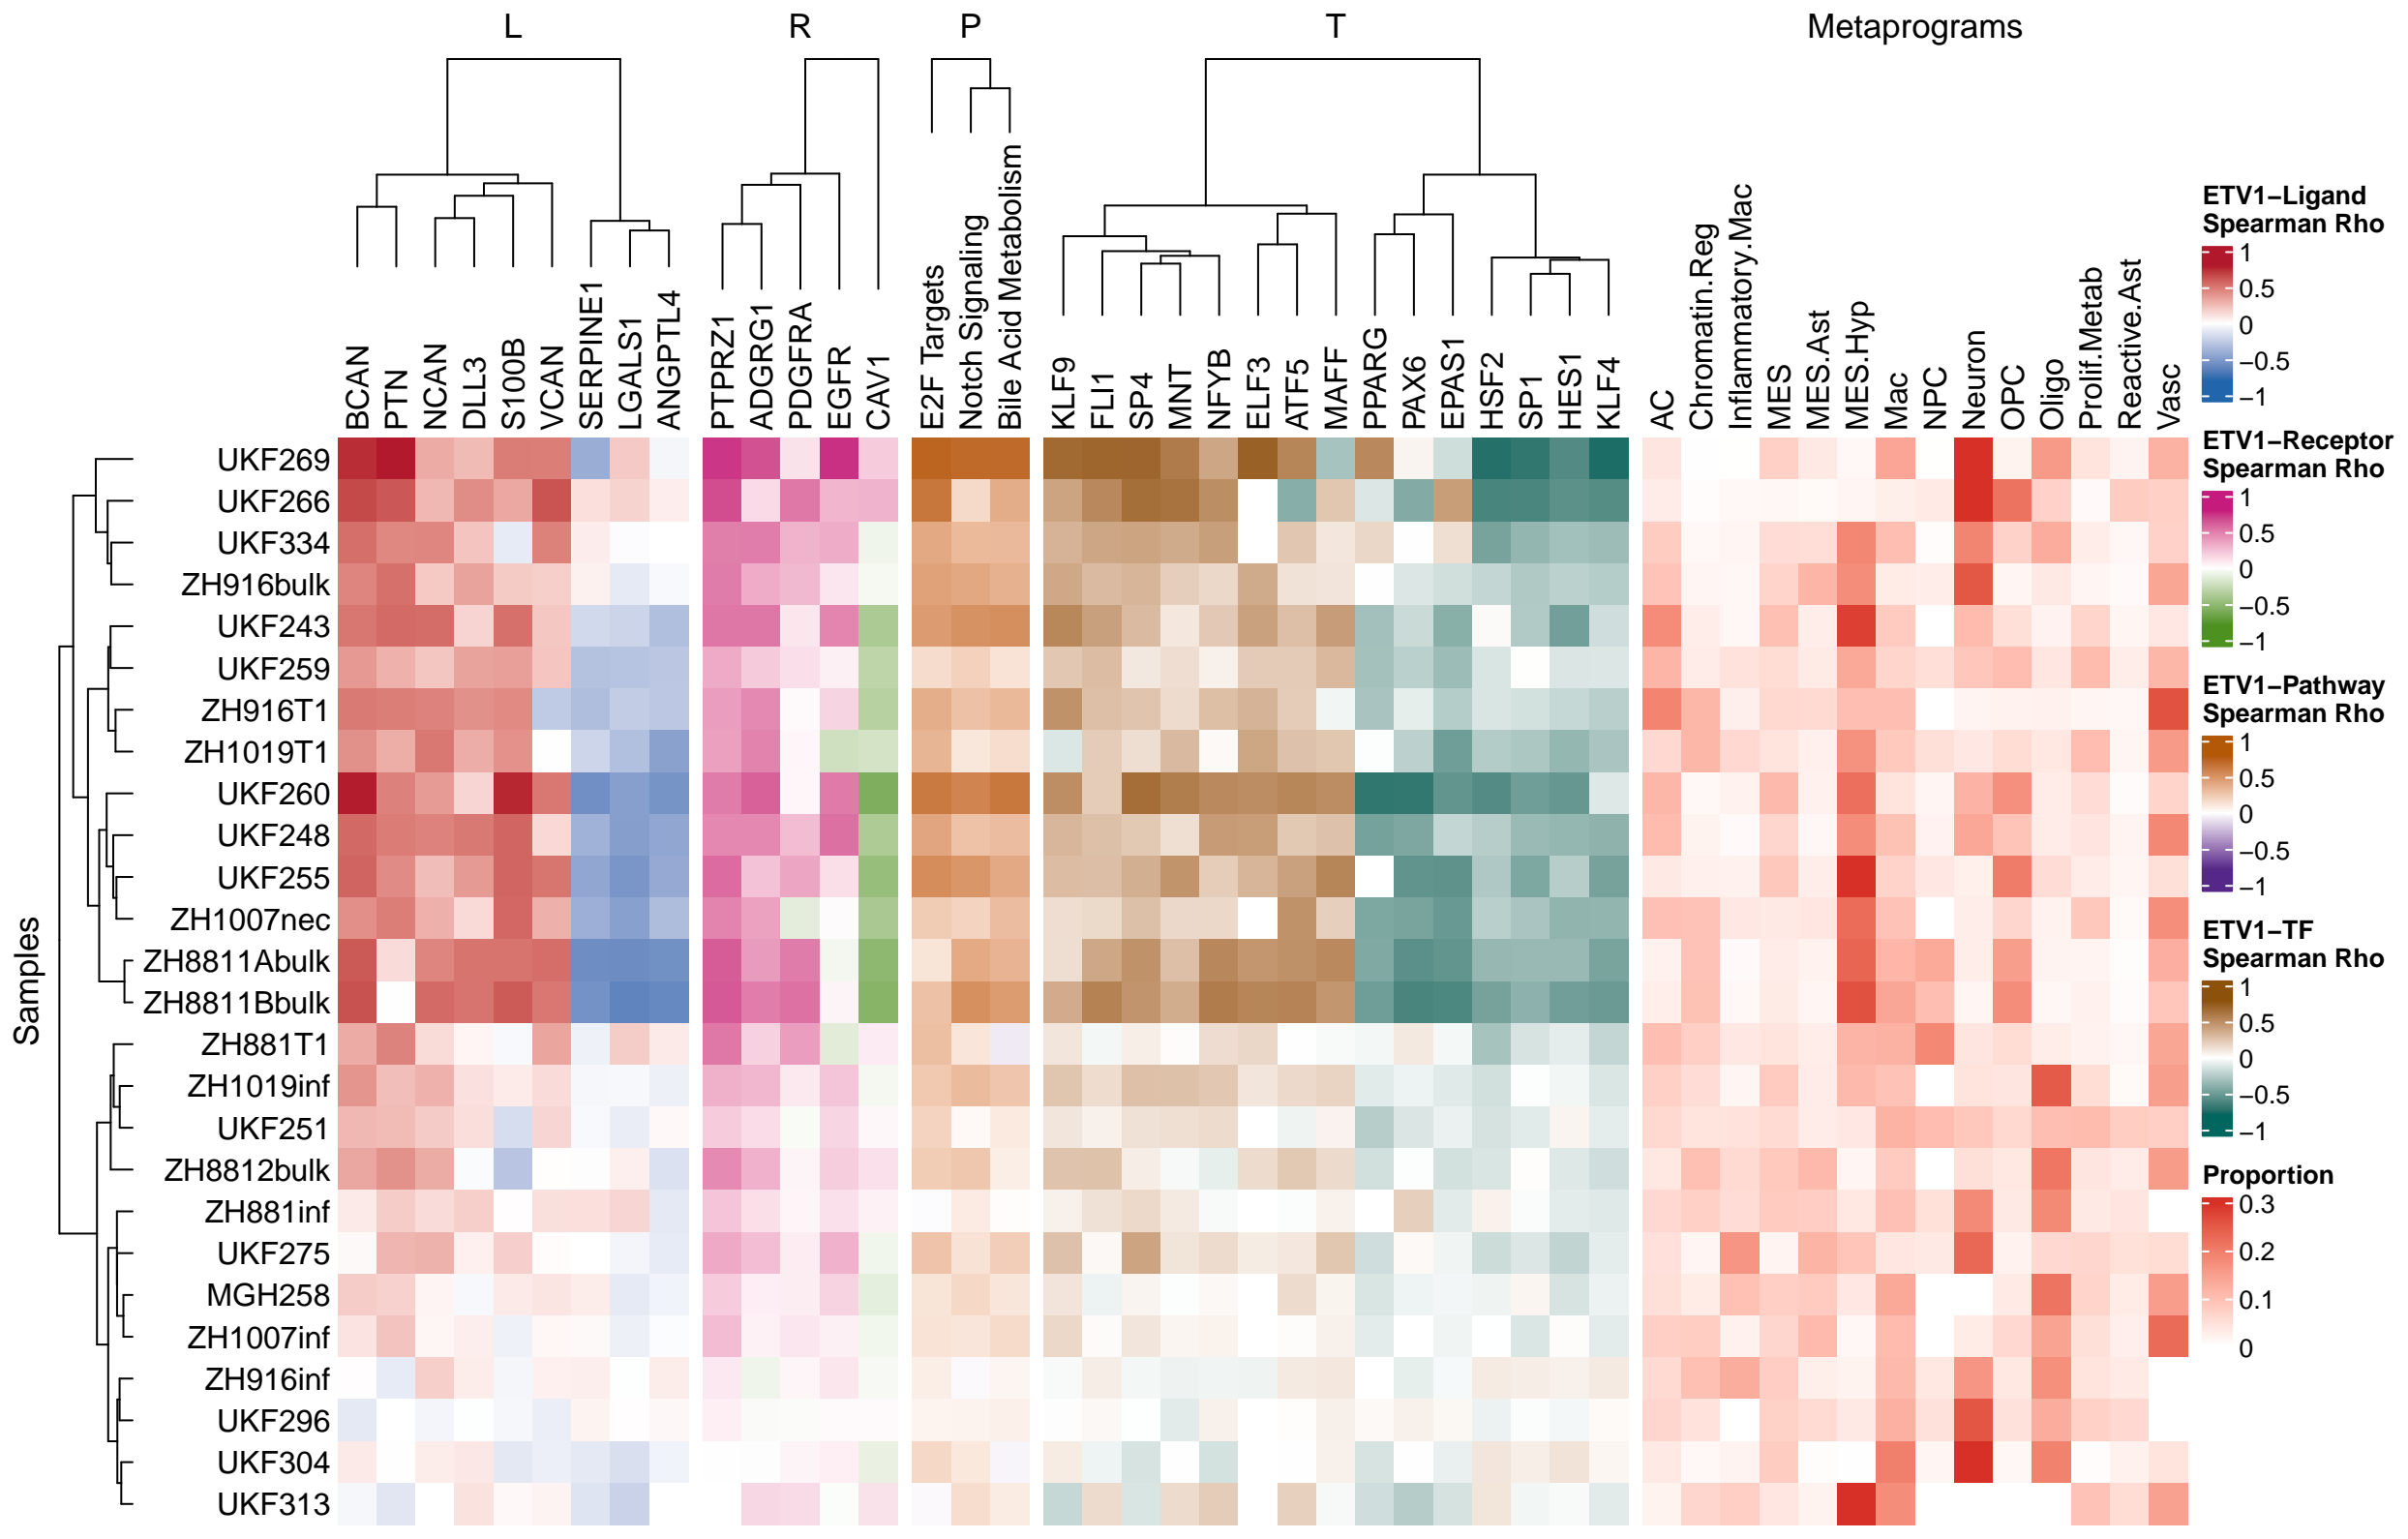 L
R
P
T
Metaprograms
BCAN
PTN
NCAN
DLL3
S100B
VCAN
SERPINE1
LGALS1
ANGPTL4
PTPRZ1
ADGRG1
PDGFRA
EGFR
CAV1
E2F Targets
Notch Signaling
Bile Acid Metabolism
KLF9
FLI1
SP4
MNT
NFYB
ELF3
ATF5
MAFF
PPARG
PAX6
EPAS1
HSF2
SP1
HES1
KLF4
AC
Chromatin.Reg
Inflammatory.Mac
MES
MES.Ast
MES.Hyp
Mac
NPC
Neuron
OPC
Oligo
Prolif.Metab
Reactive.Ast
Vasc
Samples
UKF269
UKF266
UKF334
ZH916bulk
UKF243
UKF259
ZH916T1
ZH1019T1
UKF260
UKF248
UKF255
ZH1007nec
ZH8811Abulk
ZH8811Bbulk
ZH881T1
ZH1019inf
UKF251
ZH8812bulk
ZH881inf
UKF275
MGH258
ZH1007inf
ZH916inf
UKF296
UKF304
UKF313
ETV1−Ligand
Spearman Rho
1
0.5
0
−0.5
−1
ETV1−Receptor
Spearman Rho
1
0.5
0
−0.5
−1
ETV1−Pathway
Spearman Rho
1
0.5
0
−0.5
−1
ETV1−TF
Spearman Rho
1
0.5
0
−0.5
−1
Proportion
0.3
0.2
0.1
0